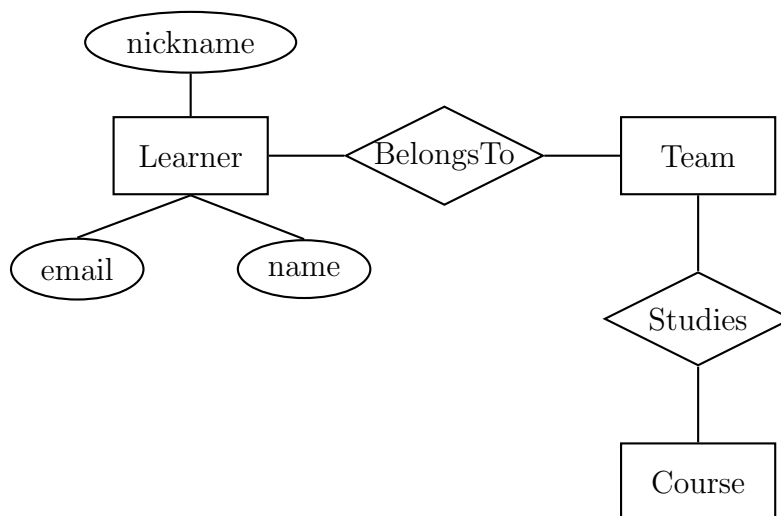 nickname
Learner
BelongsTo
Team
email
name
Studies
Course